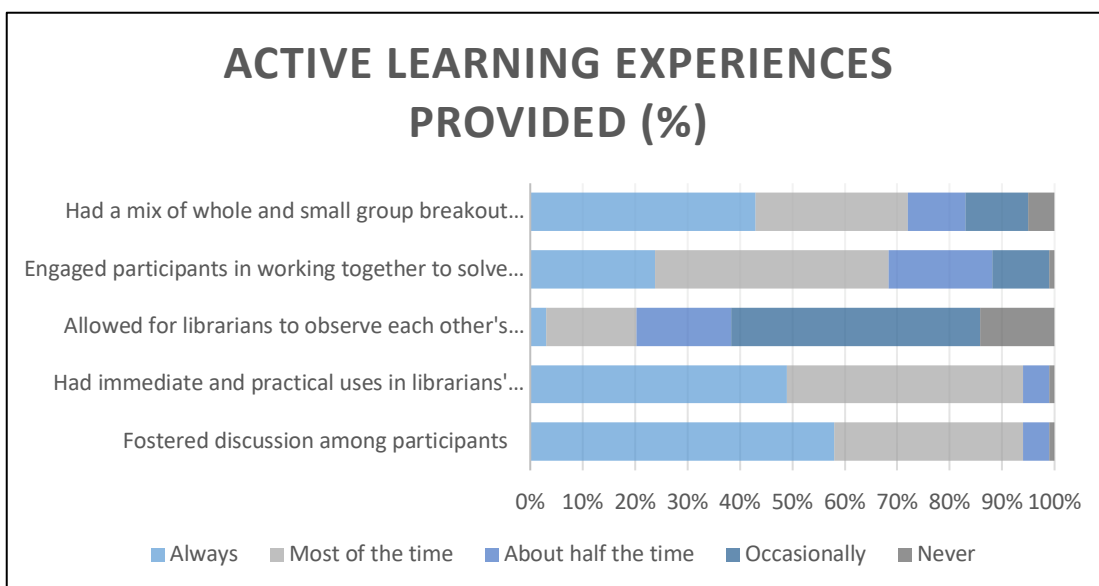 ACTIVE LEARNING EXPERIENCES
PROVIDED (%)
Had a mix of whole and small group breakout...
Engaged participants in working together to solve...
Allowed for librarians to observe each other's...
Had immediate and practical uses in librarians'...
Fostered discussion among participants
0% 10% 20% 30% 40% 50% 60% 70% 80% 90% 100%
Always Most of the time About half the time Occasionally Never